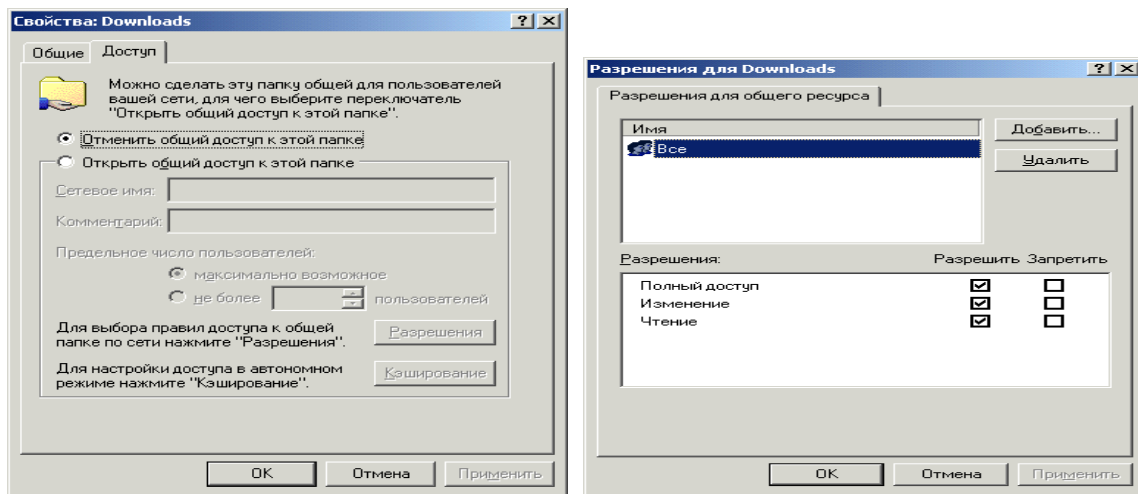 Свойства: Downloads
Общие
Доступ
Можно сделать эту папку общей для пользователей
вашей сети, для чего выберите переключатель
"Открыть общий доступ к этой папке".
Отменить общий доступ к этой папке
Открыть общий доступ к этой папке
Сетевое имя:
Комментарий:
Предельное число пользователей:
максимально возможное
не более
пользователей
Для выбора правил доступа к общей
папке по сети нажмите "Разрешения".
Разрешения
Для настройки доступа в автономном
режиме нажмите "Кэширование".
Кэширование
OK
Отмена
Применить
Разрешения для Downloads
Разрешения для общего ресурса
Имя
Все
Добавить...
Удалить
Разрешения:
Разрешить Запретить
Полный доступ
Изменение
Чтение
OK
Отмена
Применить